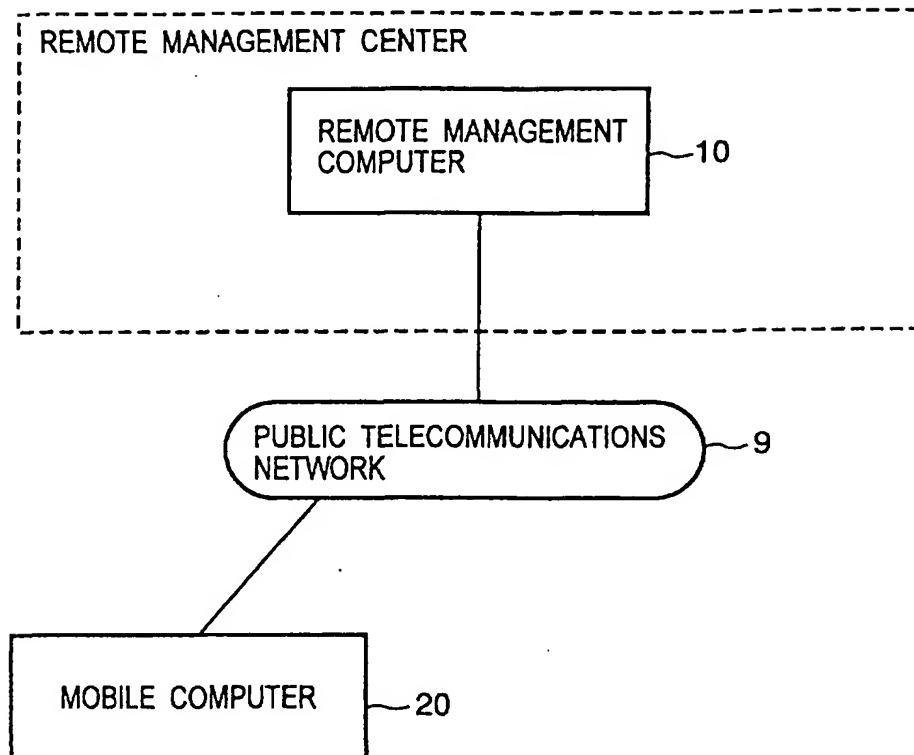 REMOTE MANAGEMENT CENTER
REMOTE MANAGEMENT
COMPUTER
10
PUBLIC TELECOMMUNICATIONS
NETWORK
9
MOBILE COMPUTER
20